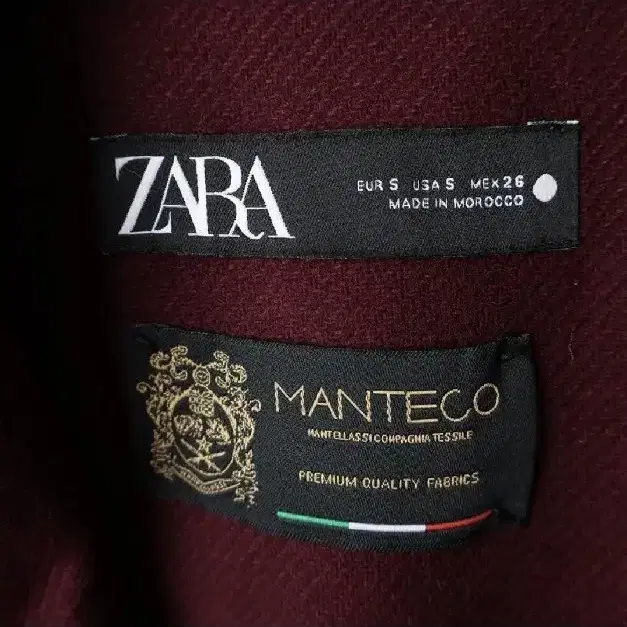 ZARA
EUR S USA S MEX 26
MADE IN MOROCCO
MANTECO
MANTELLASSI COMPAGNIA TESSILE
PREMIUM QUALITY FABRICS